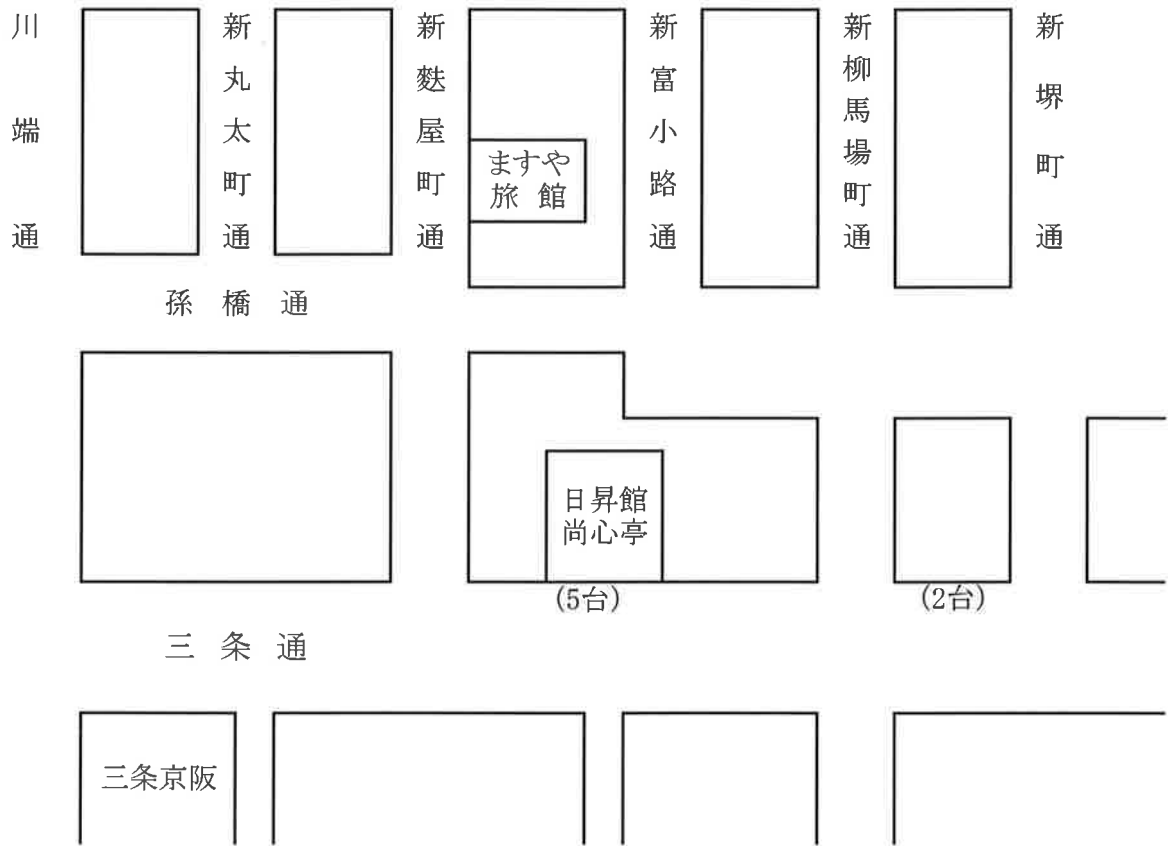 川端通
新丸太町通
新麩屋町通
新富小路通
新柳馬場町通
新堺町通
ますや
旅館
孫橋通
日昇館
尚心亭
(5台)
(2台)
三条通
三条京阪